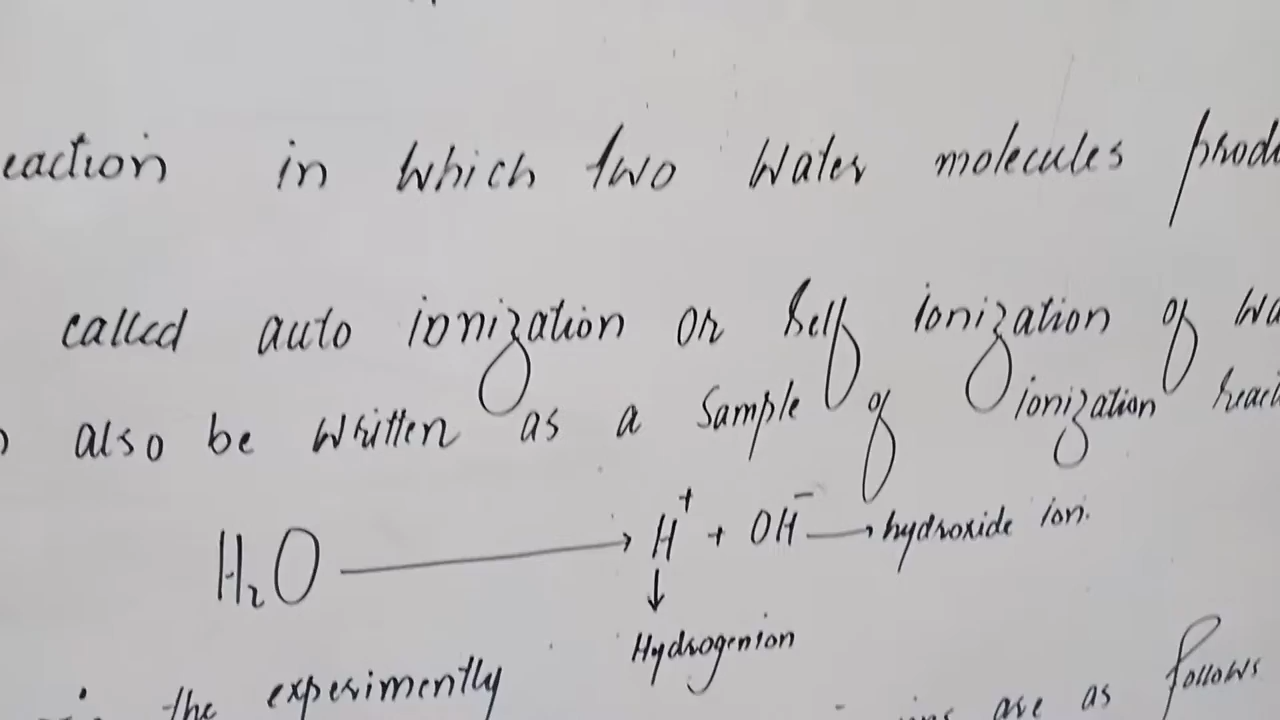 eaction in which two Water molecules prod
called auto ionization or Self ionization of wa
also be written as a Sample of ionization reac
H₂O ⟶ H⁺ + OH⁻ ⟶ hydroxide ion.
↓
Hydrogenion
the experimently are as follows